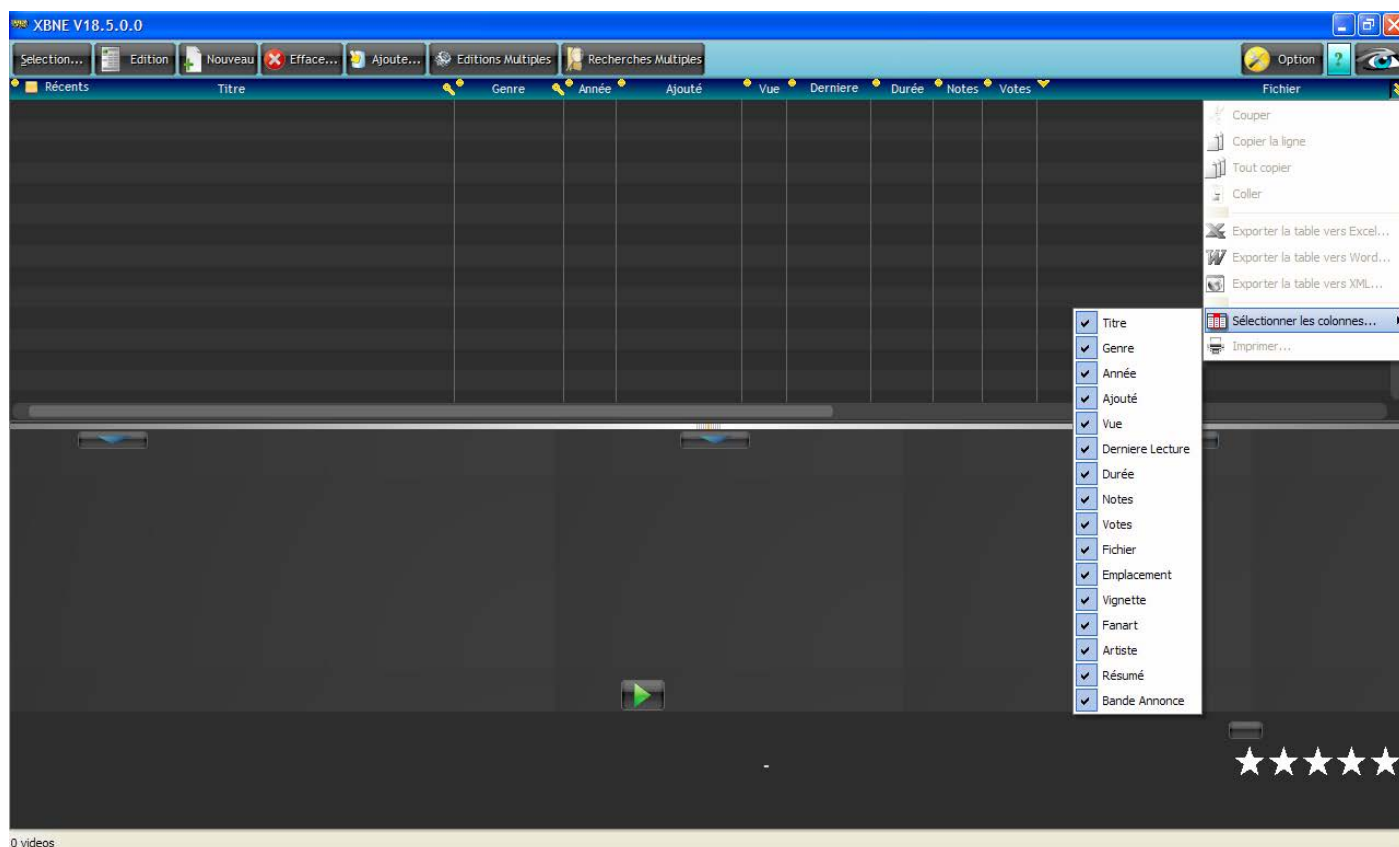 XBNE V18.5.0.0
Selection... Edition Nouveau Efface... Ajoute... Editions Multiples Recherches Multiples Option ?
Récents Titre Genre Année Ajouté Vue Derniere Durée Notes Votes Fichier
Couper
Copier la ligne
Tout copier
Coller
Exporter la table vers Excel...
Exporter la table vers Word...
Exporter la table vers XML...
Sélectionner les colonnes...
Imprimer...
Titre
Genre
Année
Ajouté
Vue
Derniere Lecture
Durée
Notes
Votes
Fichier
Emplacement
Vignette
Fanart
Artiste
Résumé
Bande Annonce
-
0 videos